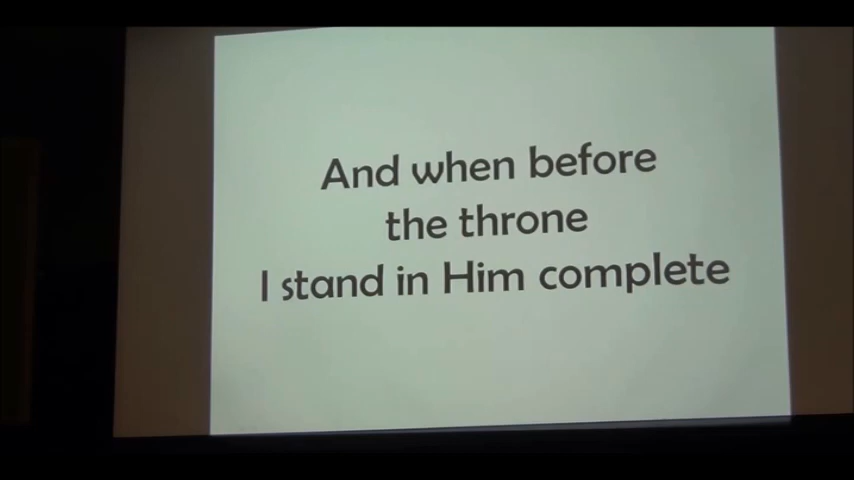 And when before
the throne
I stand in Him complete